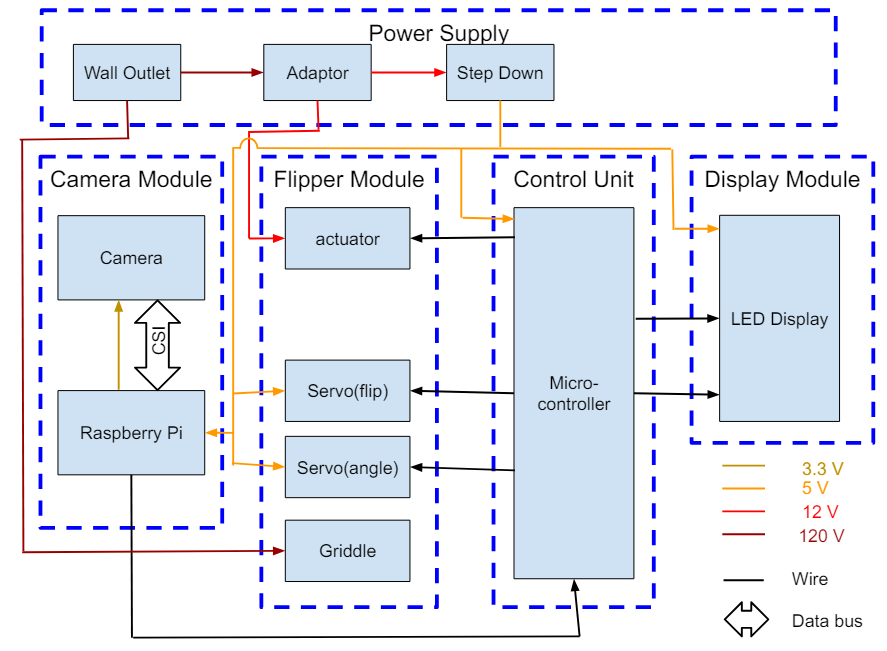 Power Supply
Wall Outlet
Adaptor
Step Down
Camera Module
Flipper Module
Control Unit
Display Module
Camera
CSI
Raspberry Pi
actuator
Servo(flip)
Servo(angle)
Griddle
Micro-
controller
LED Display
3.3 V
5 V
12 V
120 V
Wire
Data bus